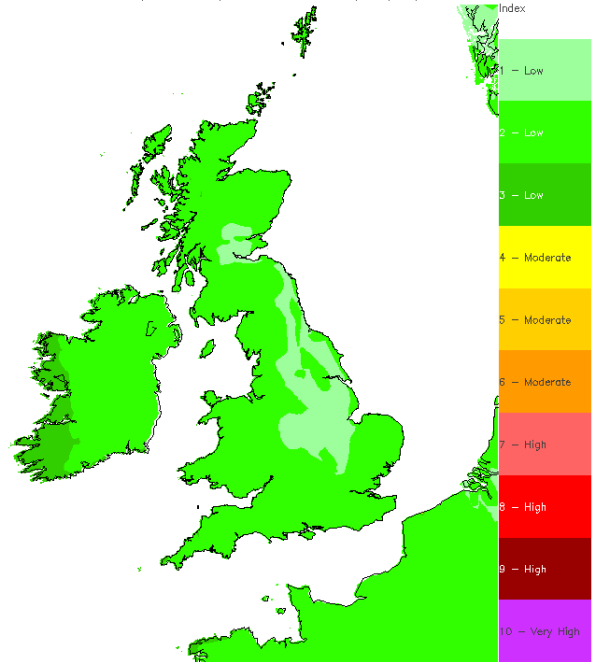 Index
1 – Low
2 – Low
3 – Low
4 – Moderate
5 – Moderate
6 – Moderate
7 – High
8 – High
9 – High
10 – Very High